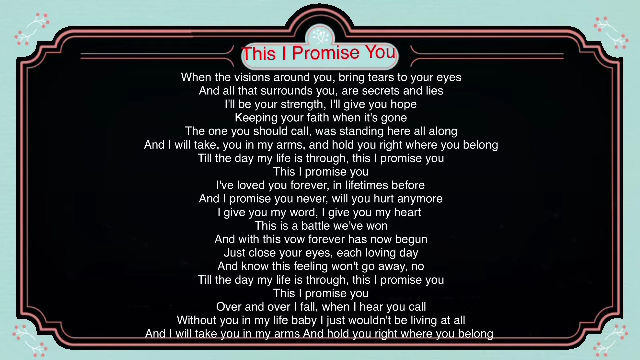 This I Promise You
When the visions around you, bring tears to your eyes
And all that surrounds you, are secrets and lies
I'll be your strength, I'll give you hope
Keeping your faith when it's gone
The one you should call, was standing here all along
And I will take, you in my arms, and hold you right where you belong
Till the day my life is through, this I promise you
This I promise you
I've loved you forever, in lifetimes before
And I promise you never, will you hurt anymore
I give you my word, I give you my heart
This is a battle we've won
And with this vow forever has now begun
Just close your eyes, each loving day
And know this feeling won't go away, no
Till the day my life is through, this I promise you
This I promise you
Over and over I fall, when I hear you call
Without you in my life baby I just wouldn't be living at all
And I will take you in my arms And hold you right where you belong